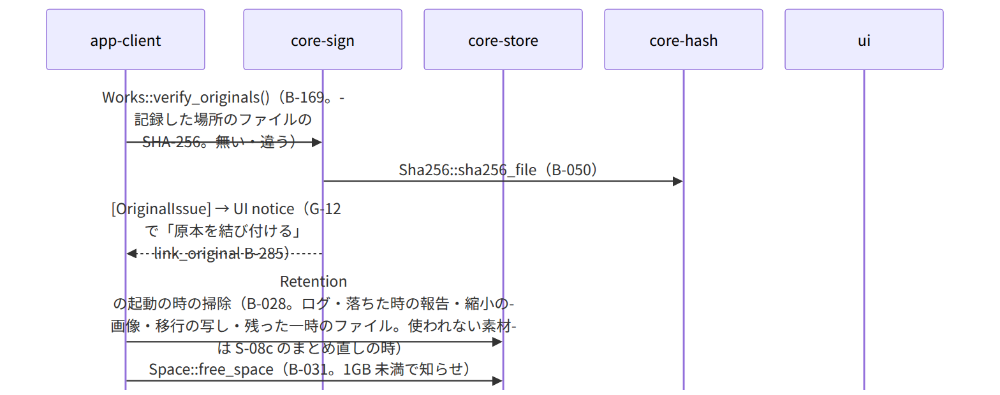 app-client
core-sign
core-store
core-hash
ui
Works::verify_originals()（B-169。-
記録した場所のファイルの
SHA-256。無い・違う）
Sha256::sha256_file（B-050）
[OriginalIssue] → UI notice（G-12
で「原本を結び付ける」
link_original B-285）
Retention
の起動の時の掃除（B-028。ログ・落ちた時の報告・縮小の-
画像・移行の写し・残った一時のファイル。使われない素材-
は S-08c のまとめ直しの時）
Space::free_space（B-031。1GB 未満で知らせ）